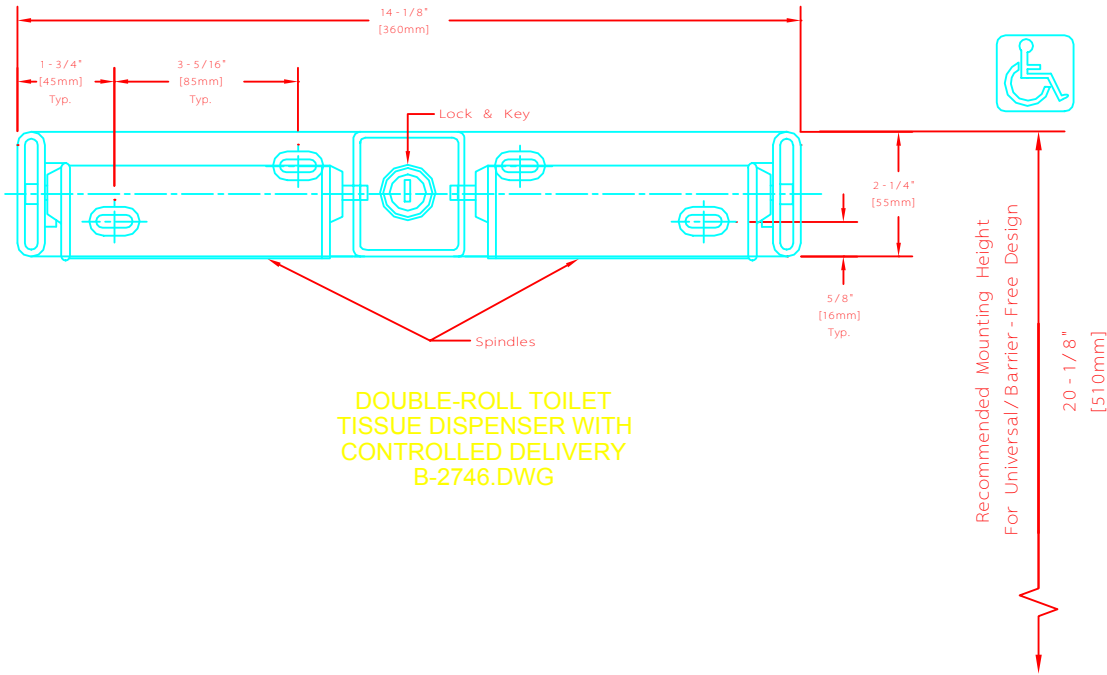 14-1/8"
[360mm]
1-3/4"
[45mm]
Typ.
3-5/16"
[85mm]
Typ.
Lock & Key
2-1/4"
[55mm]
5/8"
[16mm]
Typ.
Spindles
DOUBLE-ROLL TOILET
TISSUE DISPENSER WITH
CONTROLLED DELIVERY
B-2746.DWG
Recommended Mounting Height
For Universal/Barrier-Free Design
20-1/8"
[510mm]